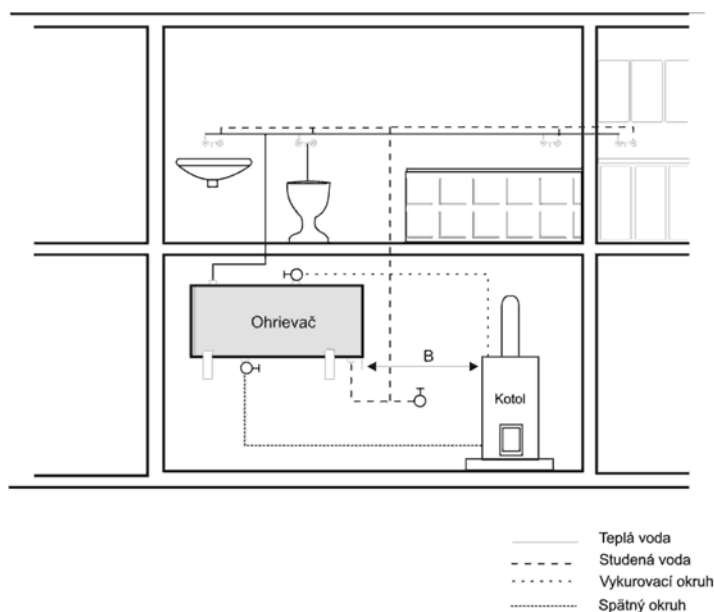 Ohrievač
B
Kotol
Teplá voda
Studená voda
Vykurovací okruh
Spätný okruh